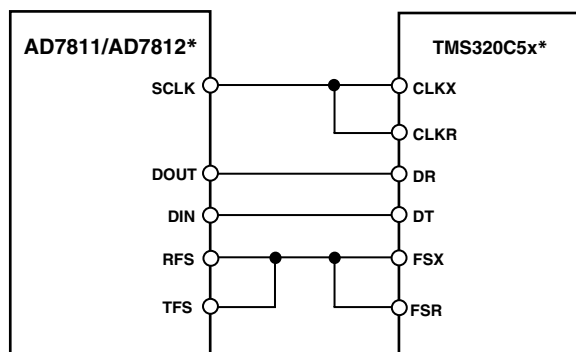 AD7811/AD7812*
TMS320C5x*
SCLK
CLKX
CLKR
DOUT
DR
DIN
DT
RFS
FSX
TFS
FSR